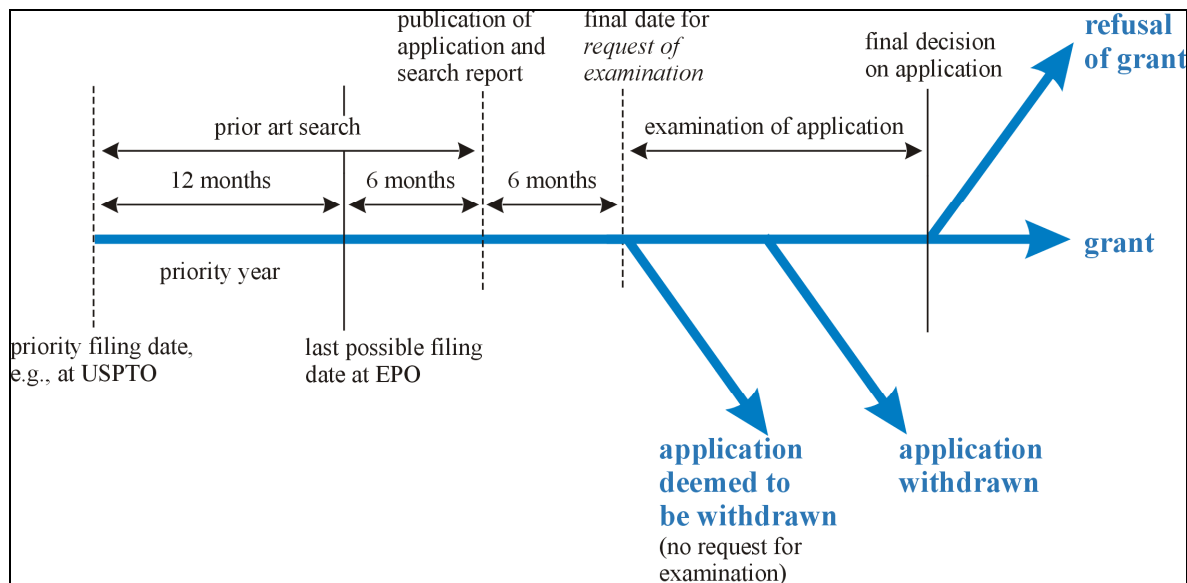 publication of
application and
search report
final date for
request of
examination
final decision
on application
refusal
of grant
prior art search
examination of application
12 months
6 months
6 months
priority year
grant
priority filing date,
e.g., at USPTO
last possible filing
date at EPO
application
deemed to
be withdrawn
(no request for
examination)
application
withdrawn